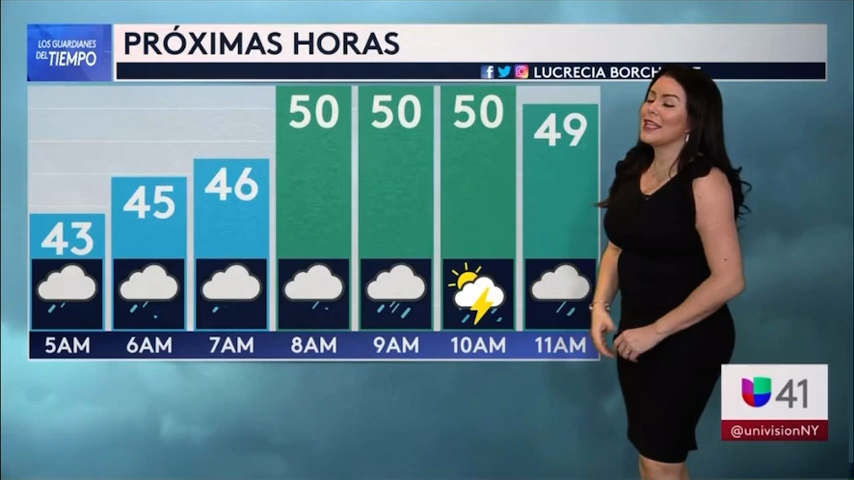 LOS GUARDIANES
DEL TIEMPO
PRÓXIMAS HORAS
LUCRECIA
43 45 46 50 50 50 49
5AM 6AM 7AM 8AM 9AM 10AM 11AM
41
@univisionNY